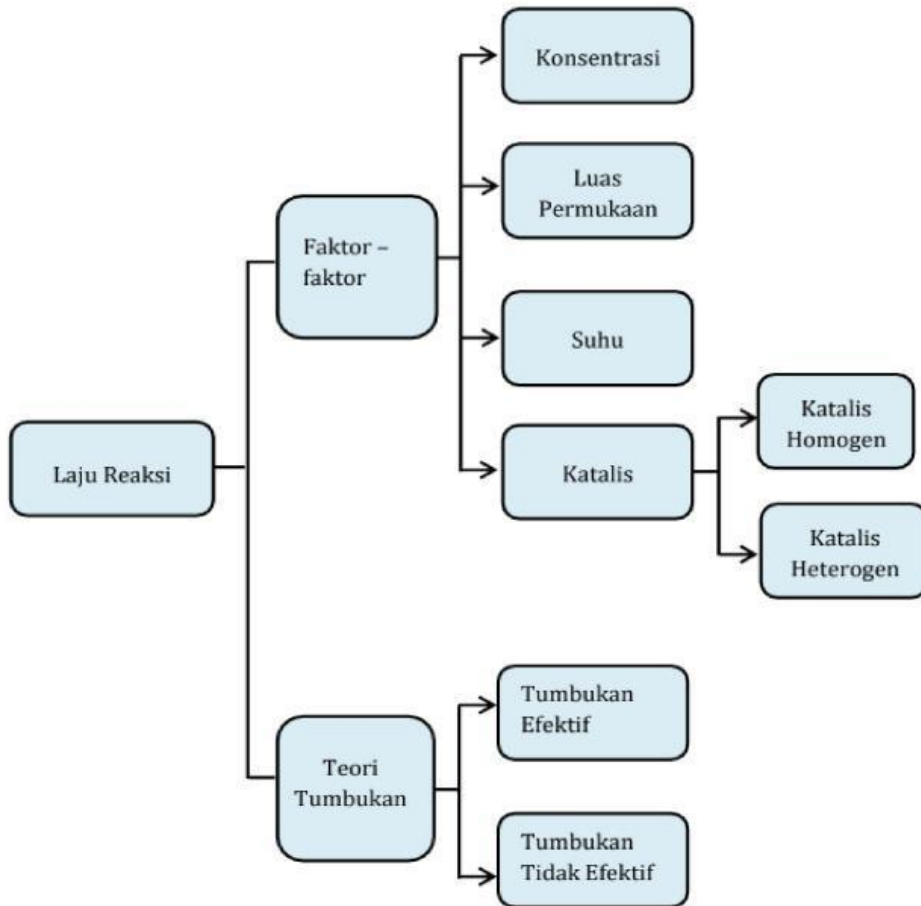 Konsentrasi
Luas
Permukaan
Faktor –
faktor
Suhu
Katalis
Homogen
Laju Reaksi
Katalis
Katalis
Heterogen
Tumbukan
Efektif
Teori
Tumbukan
Tumbukan
Tidak Efektif